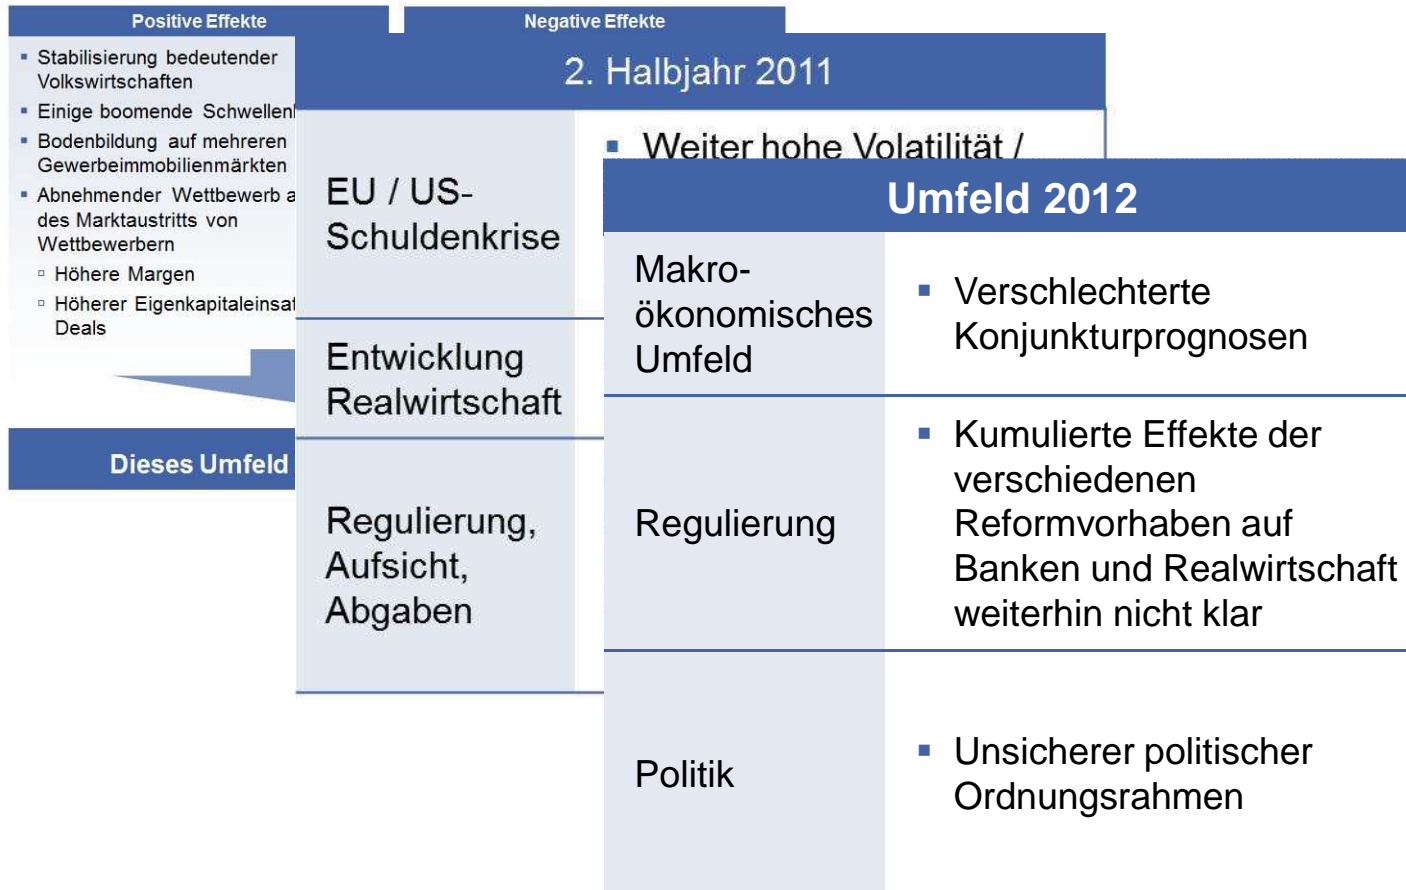 Positive Effekte
Stabilisierung bedeutender
Volkswirtschaften
Einige boomende
Bodenbildung auf mehreren
Gewerbeimmobilienmärkten
Abnehmender Wettbewerb
des Marktaustritts von
Wettbewerbern
Höhere Margen
Höherer
Deals
Dieses Umfeld
Negative Effekte
2. Halbjahr 2011
EU / US-
Schuldenkrise
Weiter hohe Volatilität /
Entwicklung
Realwirtschaft
Regulierung,
Aufsicht,
Abgaben
Umfeld 2012
Makro-
ökonomisches
Umfeld
Verschlechterte
Konjunkturprognosen
Regulierung
Kumulierte Effekte der
verschiedenen
Reformvorhaben auf
Banken und Realwirtschaft
weiterhin nicht klar
Politik
Unsicherer politischer
Ordnungsrahmen